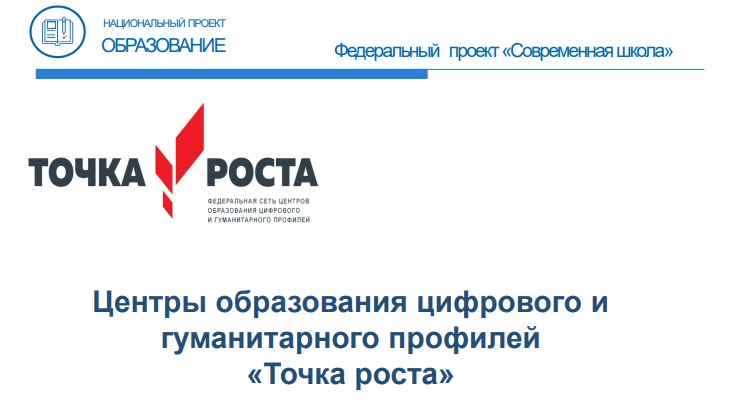 НАЦИОНАЛЬНЫЙ ПРОЕКТ
ОБРАЗОВАНИЕ
Федеральный проект «Современная школа»
ТОЧКА РОСТА
ФЕДЕРАЛЬНАЯ СЕТЬ ЦЕНТРОВ
ОБРАЗОВАНИЯ ЦИФРОВОГО
И ГУМАНИТАРНОГО ПРОФИЛЕЙ
Центры образования цифрового и
гуманитарного профилей
«Точка роста»